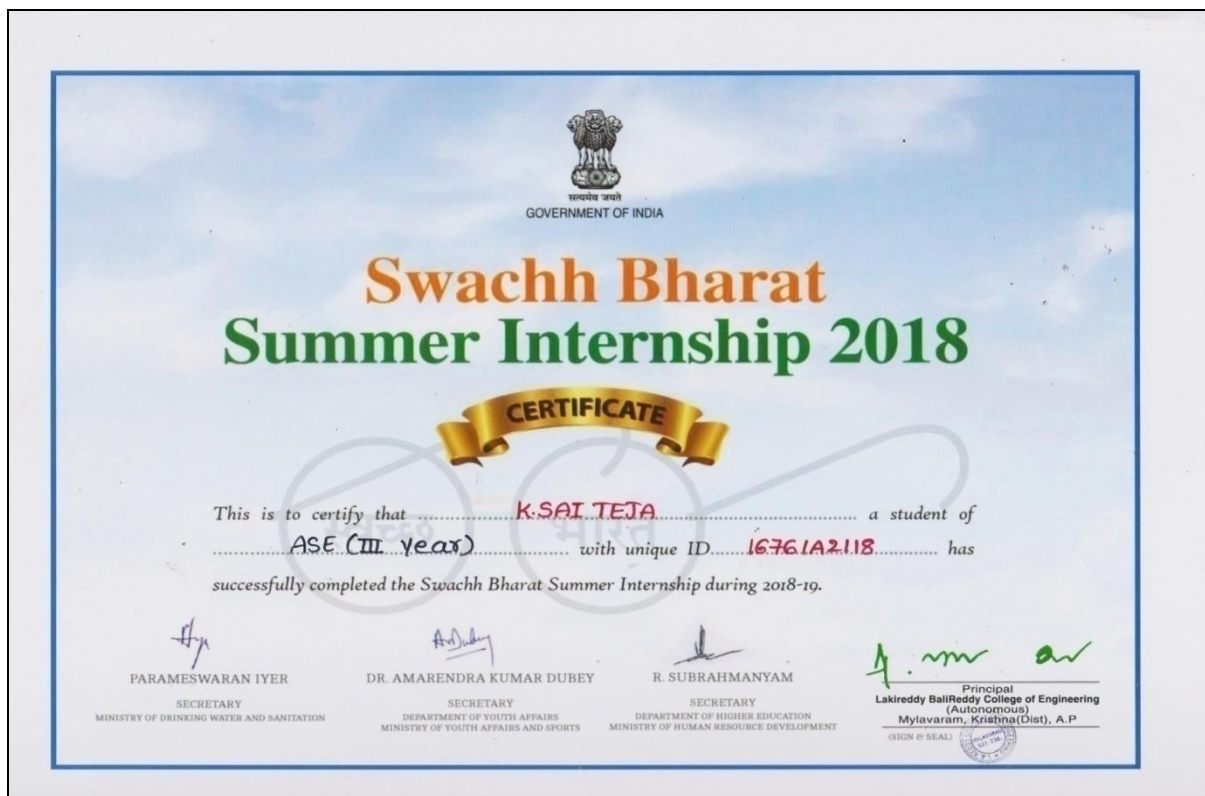 सत्यमेव जयते
GOVERNMENT OF INDIA
Swachh Bharat
Summer Internship 2018
CERTIFICATE
स्वच्छ भारत
This is to certify that ........ K.SAI TEJA ........ a student of
........ ASE (III year) ........ with unique ID ........ 16761A2118 ........ has
successfully completed the Swachh Bharat Summer Internship during 2018-19.
PARAMESWARAN IYER
SECRETARY
MINISTRY OF DRINKING WATER AND SANITATION
DR. AMARENDRA KUMAR DUBEY
SECRETARY
DEPARTMENT OF YOUTH AFFAIRS
MINISTRY OF YOUTH AFFAIRS AND SPORTS
R. SUBRAHMANYAM
SECRETARY
DEPARTMENT OF HIGHER EDUCATION
MINISTRY OF HUMAN RESOURCE DEVELOPMENT
Principal
Lakireddy BaliReddy College of Engineering
(Autonomous)
Mylavaram, Krishna(Dist), A.P
(SIGN & SEAL)